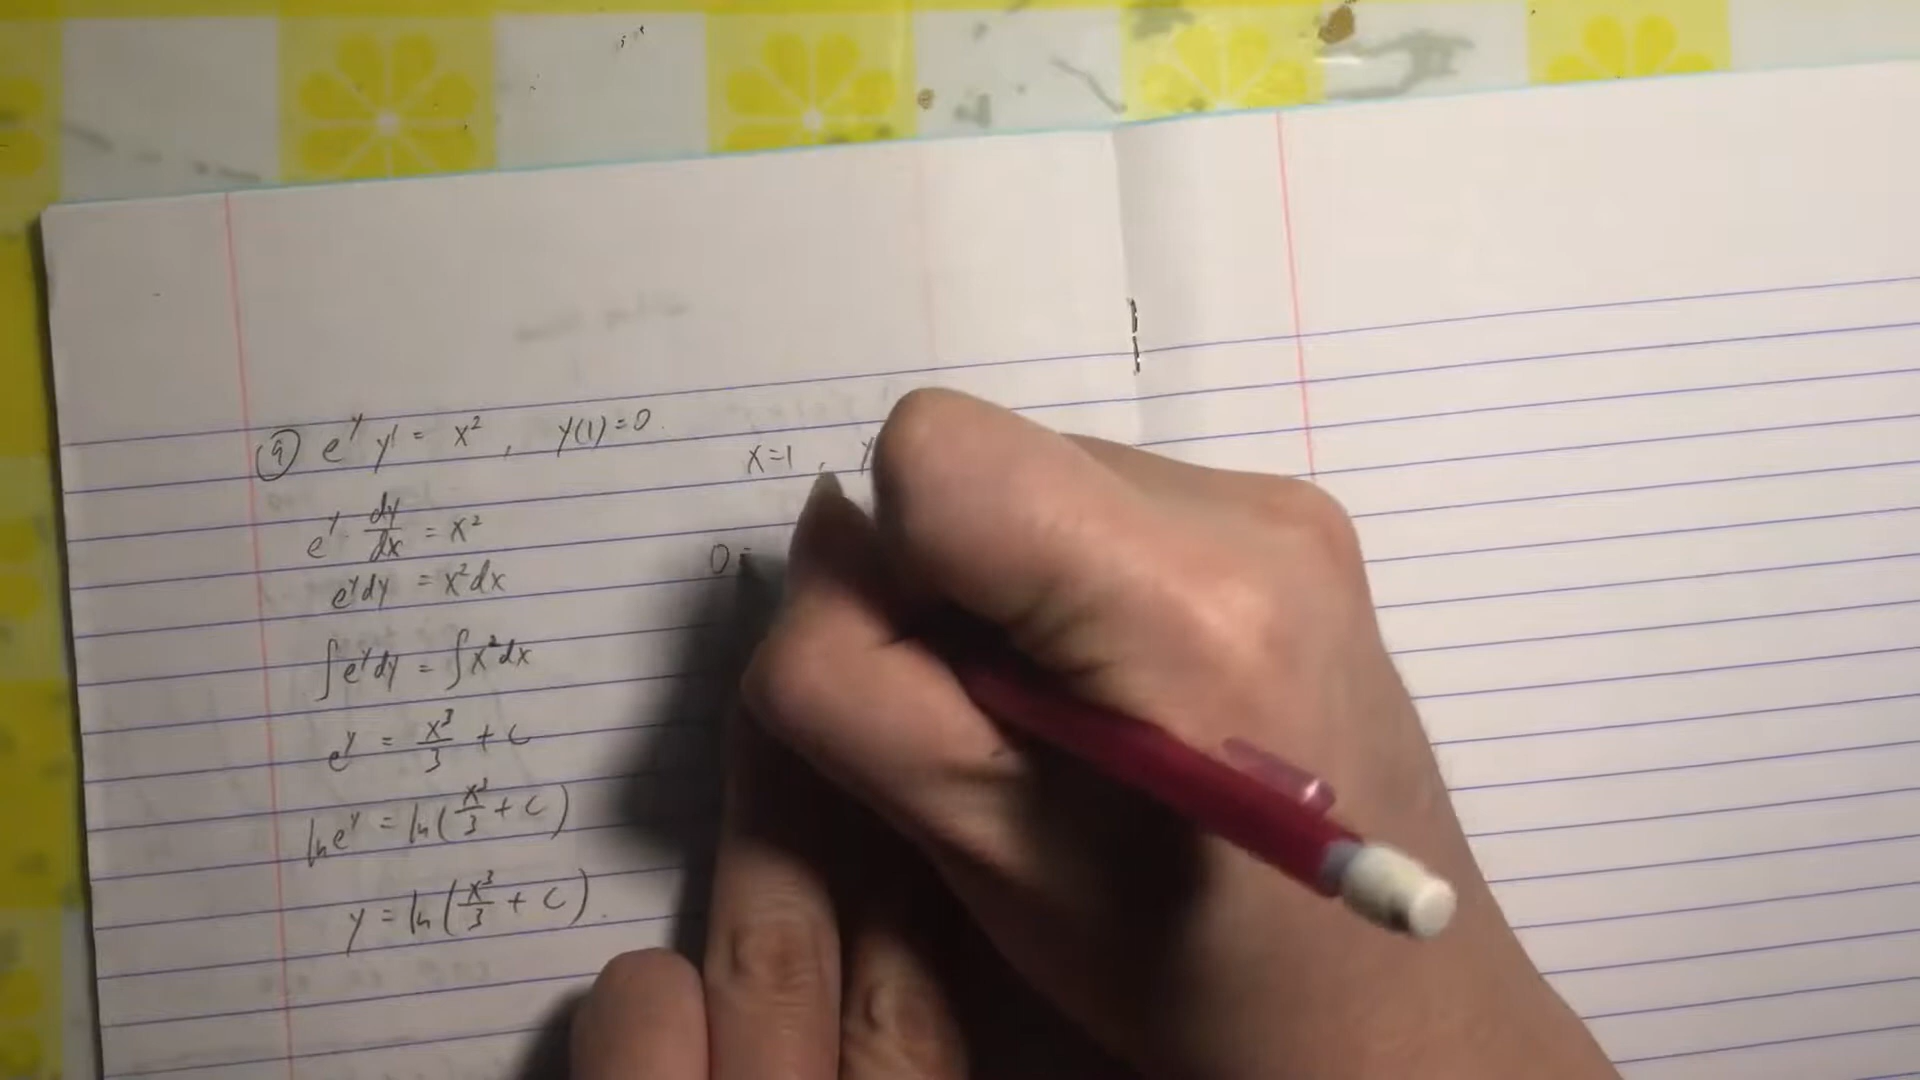 ⑨ e^y y' = x², y(1)=0
e^y · dy/dx = x²
e^y dy = x² dx
∫e^y dy = ∫x² dx
e^y = x³/3 + c
ln e^y = ln(x³/3 + c)
y = ln(x³/3 + c).
x=1, y
0 =